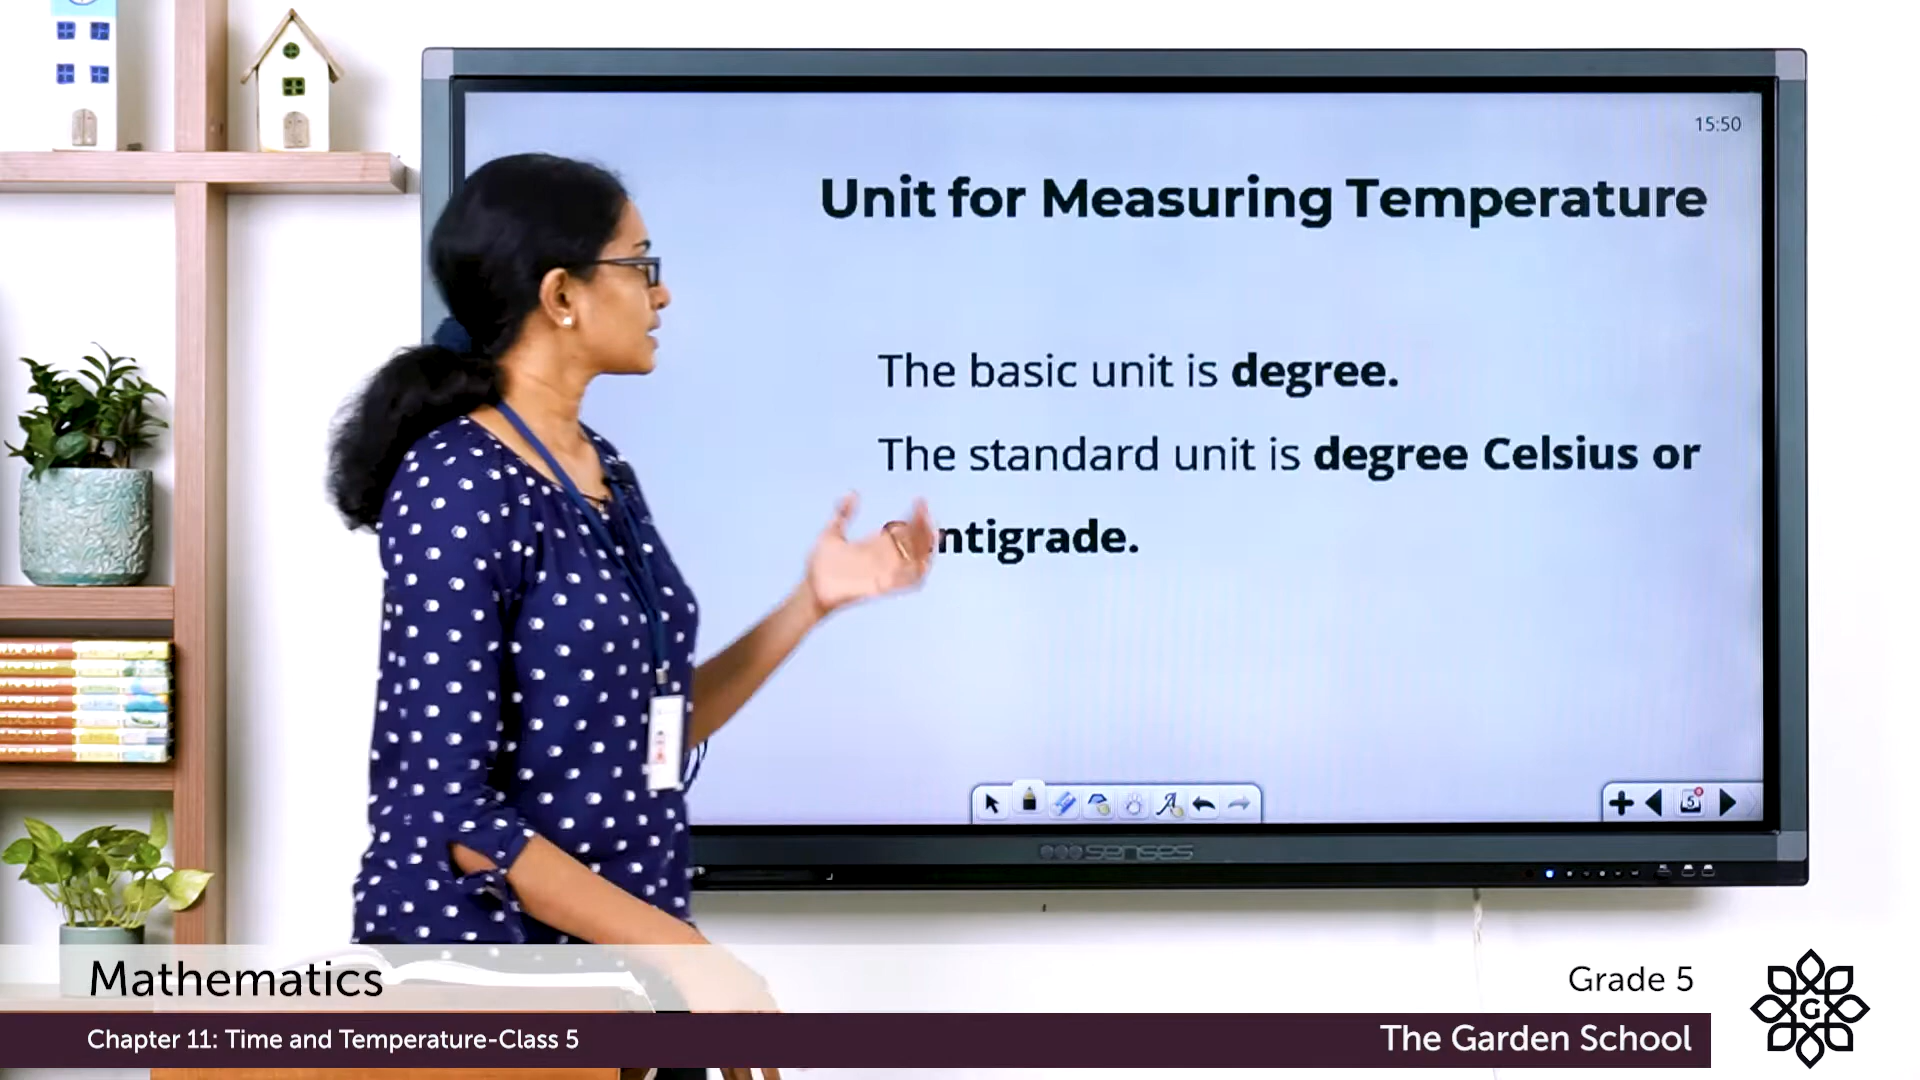 15:50
Unit for Measuring Temperature
The basic unit is degree.
The standard unit is degree Celsius or
senses
Mathematics
Grade 5
Chapter 11: Time and Temperature-Class 5
The Garden School
G